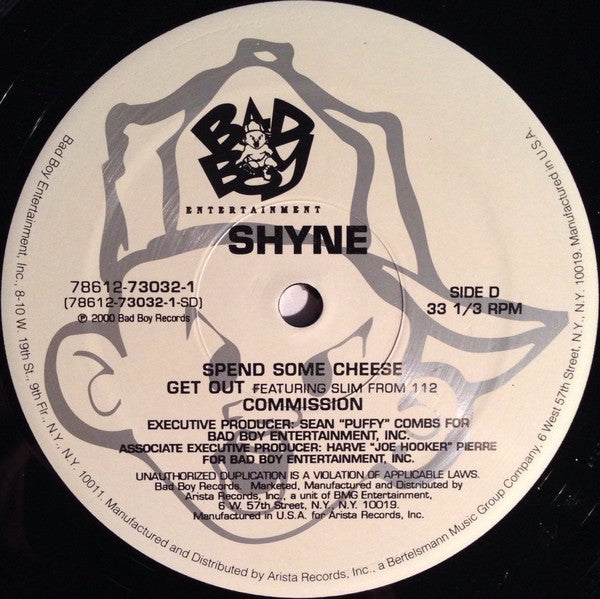 BAD
BOY
ENTERTAINMENT
SHYNE
78612-73032-1
(78612-73032-1-SD)
℗ 2000 Bad Boy Records
SIDE D
33 1/3 RPM
SPEND SOME CHEESE
GET OUT FEATURING SLIM FROM 112
COMMISSION
EXECUTIVE PRODUCER: SEAN "PUFFY" COMBS FOR
BAD BOY ENTERTAINMENT, INC.
ASSOCIATE EXECUTIVE PRODUCER: HARVE "JOE HOOKER" PIERRE
FOR BAD BOY ENTERTAINMENT, INC.
UNAUTHORIZED DUPLICATION IS A VIOLATION OF APPLICABLE LAWS.
Bad Boy Records. Marketed, Manufactured and Distributed by
Arista Records, Inc., a unit of BMG Entertainment,
6 W. 57th Street, N.Y., N.Y. 10019.
Manufactured in U.S.A. for Arista Records, Inc.
Bad Boy Entertainment, Inc., 8-10 W. 19th St., 9th Flr., N.Y., N.Y. 10011. Manufactured and Distributed by Arista Records, Inc., a Bertelsmann Music Group Company, 6 West 57th Street, N.Y., N.Y. 10019. Manufactured in U.S.A.